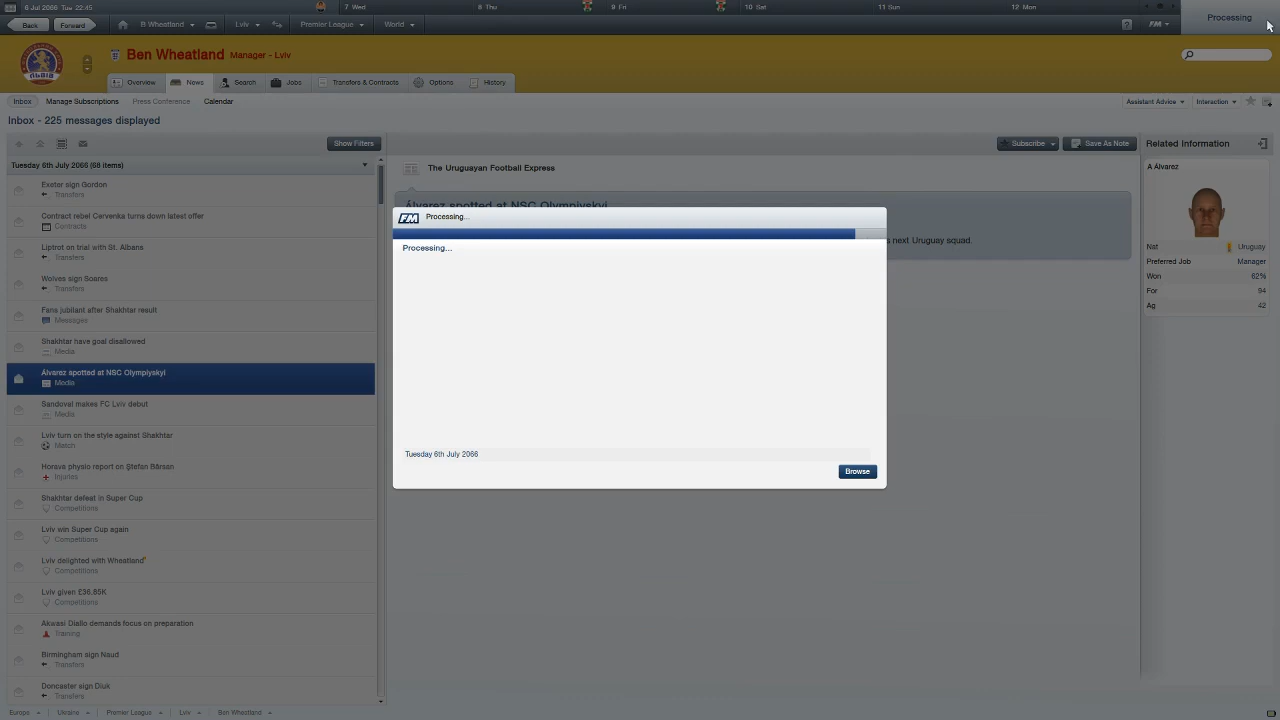 6 Jul 2066 Tue 22:45
7 Wed
8 Thu
9 Fri
10 Sat
11 Sun
12 Mon
Processing
Back
Forward
B Wheatland
Lviv
Premier League
World
FM
Ben Wheatland
Manager - Lviv
Overview
News
Search
Jobs
Transfers & Contracts
Options
History
Inbox
Manage Subscriptions
Press Conference
Calendar
Assistant Advice
Interaction
Inbox - 225 messages displayed
Show Filters
Subscribe
Save As Note
Related Information
Tuesday 6th July 2066 (68 items)
Exeter sign Gordon
Transfers
Contract rebel Cervenka turns down latest offer
Contracts
Liptrot on trial with St. Albans
Transfers
Wolves sign Soares
Transfers
Fans jubilant after Shakhtar result
Messages
Shakhtar have goal disallowed
Media
Álvarez spotted at NSC Olympiyskyi
Media
Sandoval makes FC Lviv debut
Media
Lviv turn on the style against Shakhtar
Match
Horava physio report on Ștefan Bârsan
Injuries
Shakhtar defeat in Super Cup
Competitions
Lviv win Super Cup again
Competitions
Lviv delighted with Wheatland
Competitions
Lviv given £36.85K
Competitions
Akwasi Diallo demands focus on preparation
Training
Birmingham sign Naud
Transfers
Doncaster sign Diuk
Transfers
The Uruguayan Football Express
Álvarez spotted at NSC Olympiyskyi
next Uruguay squad.
FM
Processing...
Processing...
Tuesday 6th July 2066
Browse
A Álvarez
Nat
Uruguay
Preferred Job
Manager
Won
62%
For
94
Ag
42
Europe
Ukraine
Premier League
Lviv
Ben Wheatland